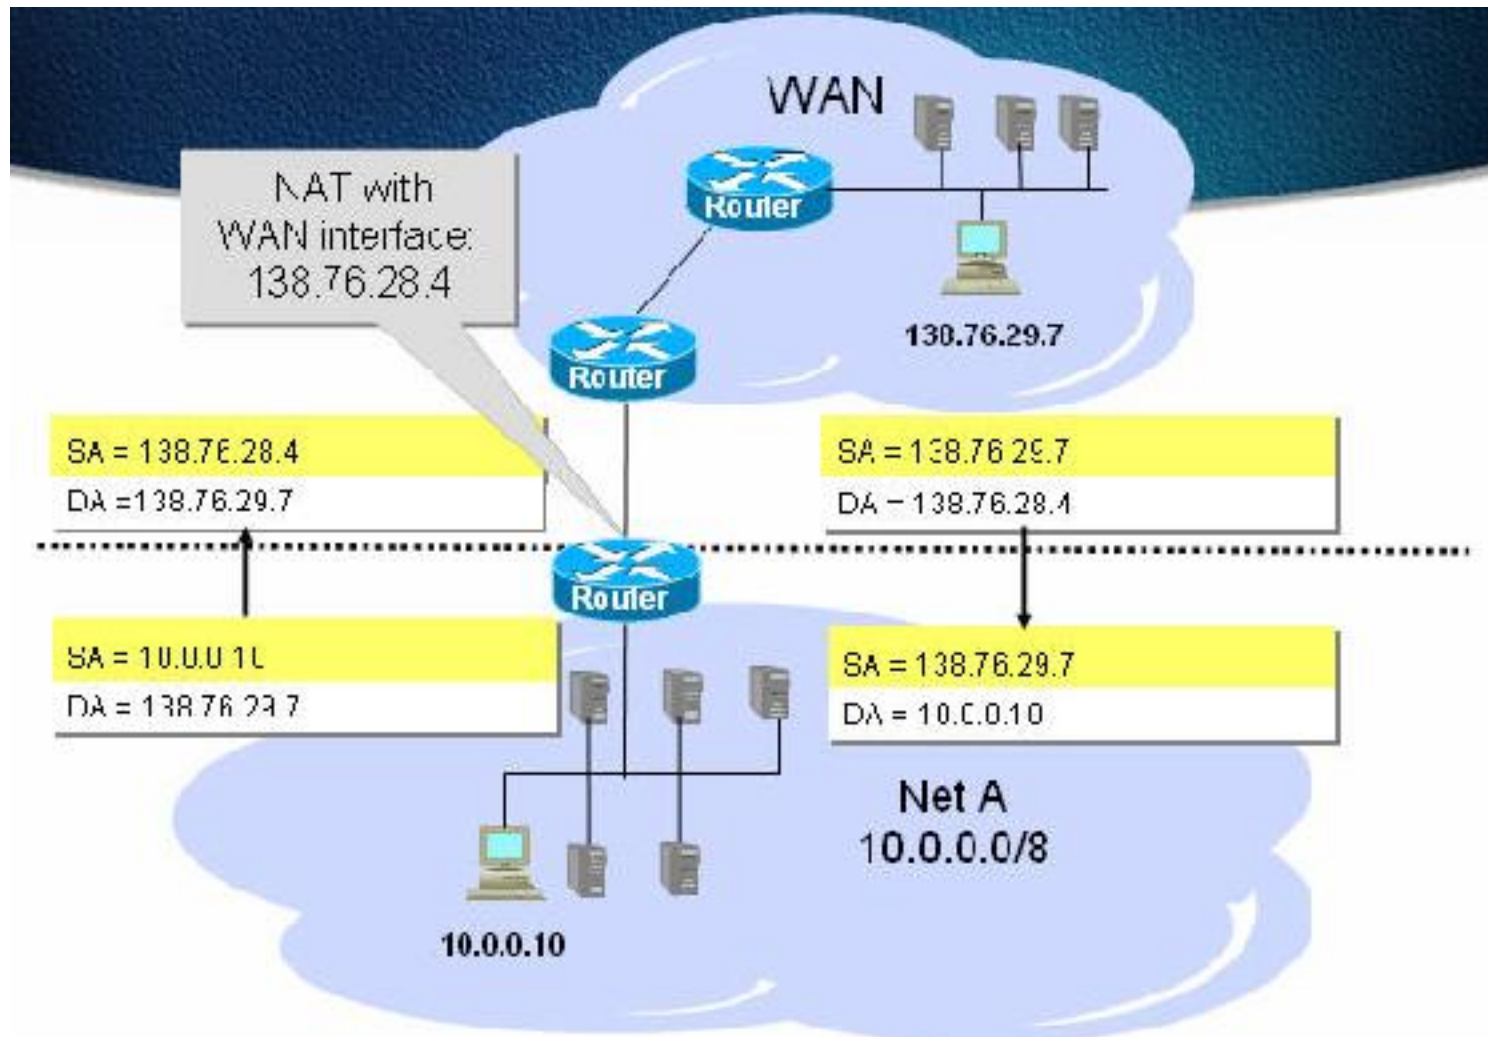 WAN
NAT with
WAN interface:
138.76.28.4
Router
138.76.29.7
Router
SA = 138.76.28.4
DA =138.76.29.7
SA = 138.76.29.7
DA = 138.76.28.4
Router
SA = 10.0.0.10
DA = 138.76.29.7
SA = 138.76.29.7
DA = 10.0.0.10
Net A
10.0.0.0/8
10.0.0.10